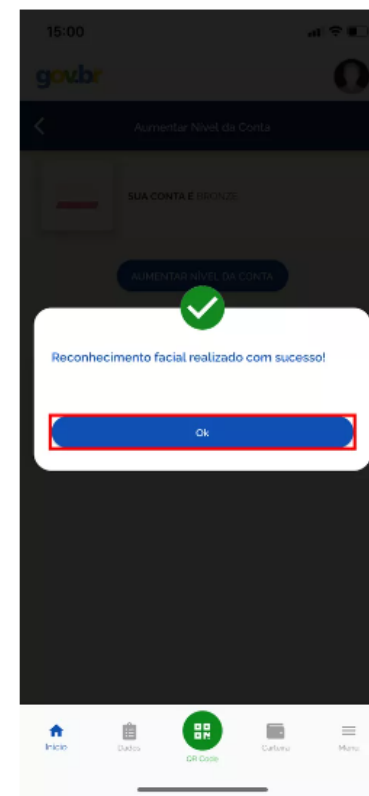 15:00
gov.br
Aumentar Nível da Conta
SUA CONTA É BRONZE
AUMENTAR NÍVEL DA CONTA
Reconhecimento facial realizado com sucesso!
Ok
Início
Dados
QR Code
Carteira
Menu